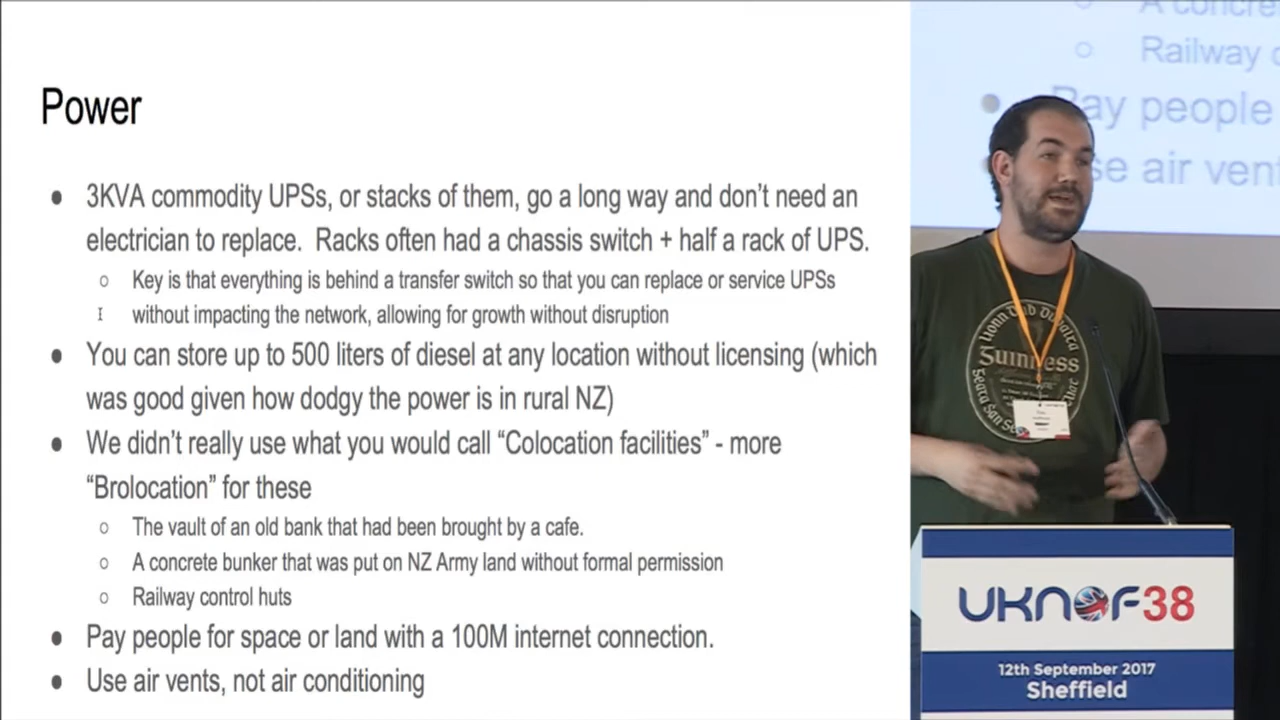 Power
3KVA commodity UPSs, or stacks of them, go a long way and don't need an
electrician to replace. Racks often had a chassis switch + half a rack of UPS.
Key is that everything is behind a transfer switch so that you can replace or service UPSs
without impacting the network, allowing for growth without disruption
You can store up to 500 liters of diesel at any location without licensing (which
was good given how dodgy the power is in rural NZ)
We didn't really use what you would call "Colocation facilities" - more
"Brolocation" for these
The vault of an old bank that had been brought by a cafe.
A concrete bunker that was put on NZ Army land without formal permission
Railway control huts
Pay people for space or land with a 100M internet connection.
Use air vents, not air conditioning
A concre
Railway
Pay people
se air vent
GUINNESS
UKNOF38
12th September 2017
Sheffield